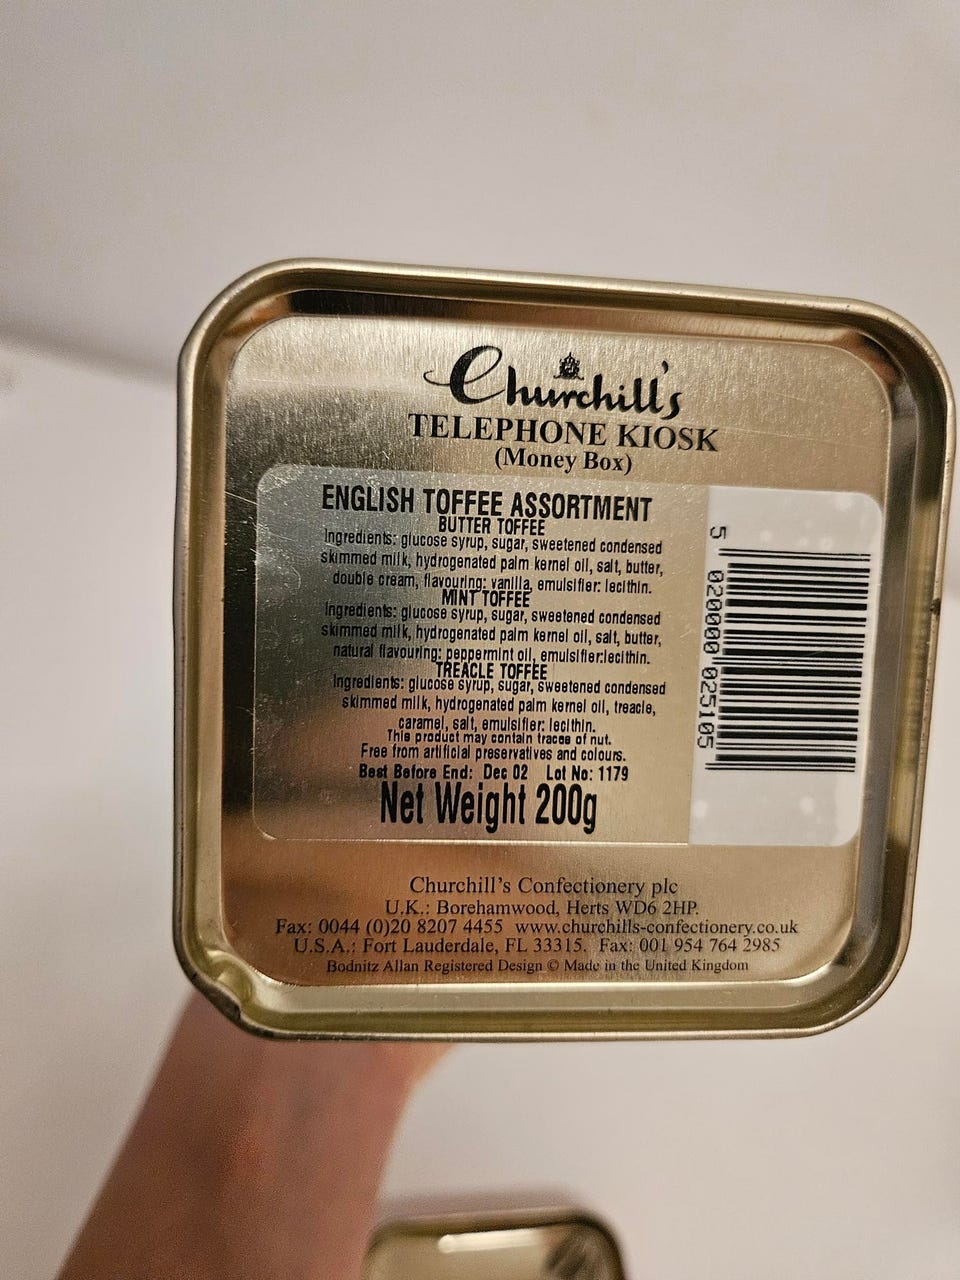 Churchill's
TELEPHONE KIOSK
(Money Box)
ENGLISH TOFFEE ASSORTMENT
BUTTER TOFFEE
Ingredients: glucose syrup, sugar, sweetened condensed
skimmed milk, hydrogenated palm kernel oil, salt, butter,
double cream, flavouring: vanilla, emulsifier: lecithin.
MINT TOFFEE
Ingredients: glucose syrup, sugar, sweetened condensed
skimmed milk, hydrogenated palm kernel oil, salt, butter,
natural flavouring: peppermint oil, emulsifier:lecithin.
TREACLE TOFFEE
Ingredients: glucose syrup, sugar, sweetened condensed
skimmed milk, hydrogenated palm kernel oil, treacle,
caramel, salt, emulsifier: lecithin.
This product may contain traces of nut.
Free from artificial preservatives and colours.
Best Before End: Dec 02 Lot No: 1179
Net Weight 200g
5 020000 025105
Churchill's Confectionery plc
U.K.: Borehamwood, Herts WD6 2HP.
Fax: 0044 (0)20 8207 4455 www.churchills-confectionery.co.uk
U.S.A.: Fort Lauderdale, FL 33315. Fax: 001 954 764 2985
Bodnitz Allan Registered Design © Made in the United Kingdom